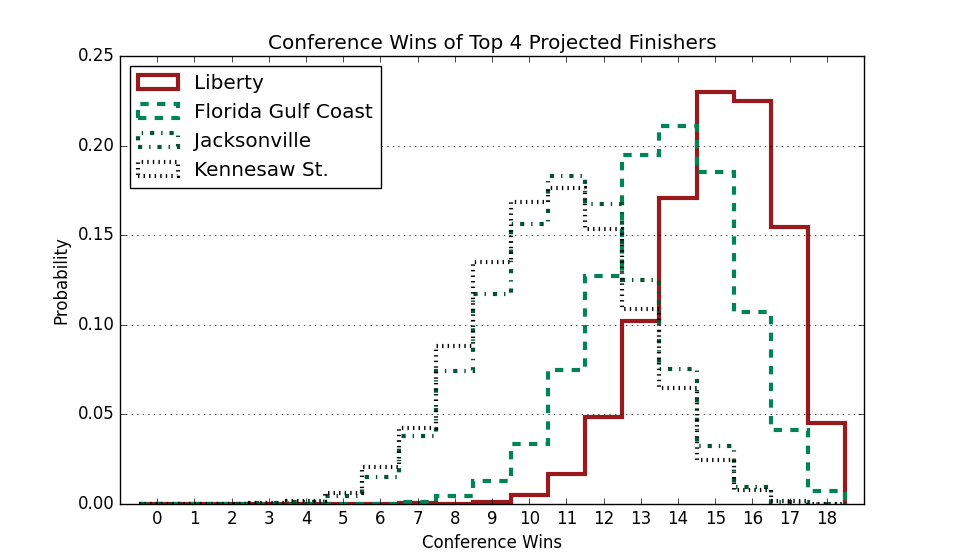 Conference Wins of Top 4 Projected Finishers
0.25
0.20
0.15
0.10
0.05
0.00
Probability
Liberty
Florida Gulf Coast
Jacksonville
Kennesaw St.
0 1 2 3 4 5 6 7 8 9 10 11 12 13 14 15 16 17 18
Conference Wins